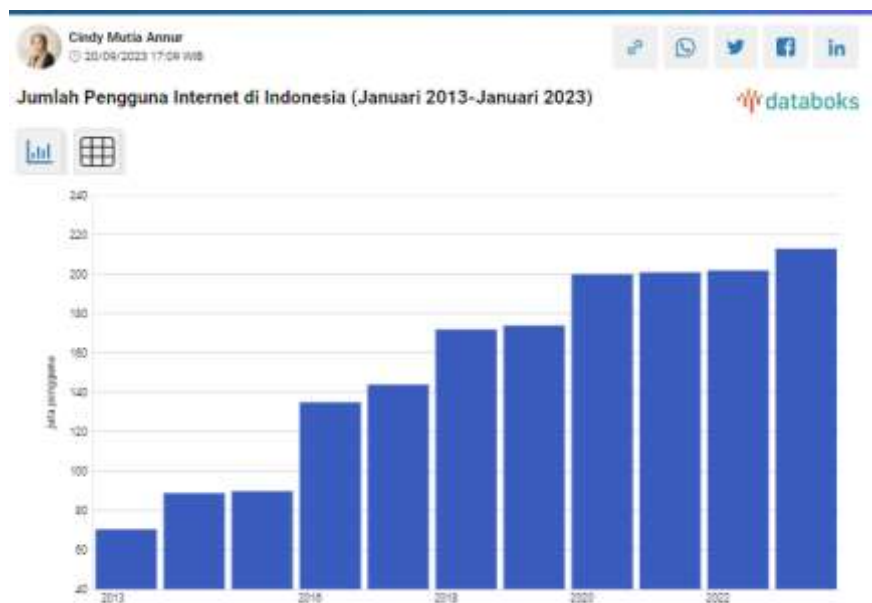 Cindy Mutia Annur
20/09/2023 17:09 WIB
Jumlah Pengguna Internet di Indonesia (Januari 2013-Januari 2023)
databoks
in
240
220
200
180
160
140
120
100
80
60
40
juta pengguna
2013
2016
2018
2020
2022